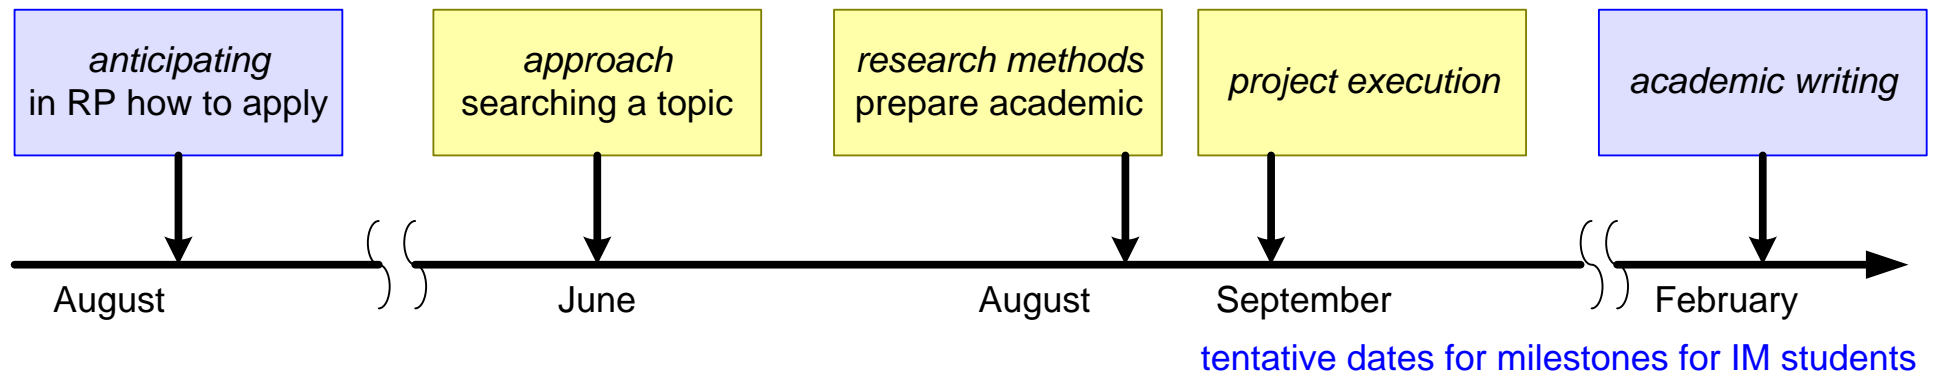 anticipating
in RP how to apply
approach
searching a topic
research methods
prepare academic
project execution
academic writing
August
June
August
September
February
tentative dates for milestones for IM students